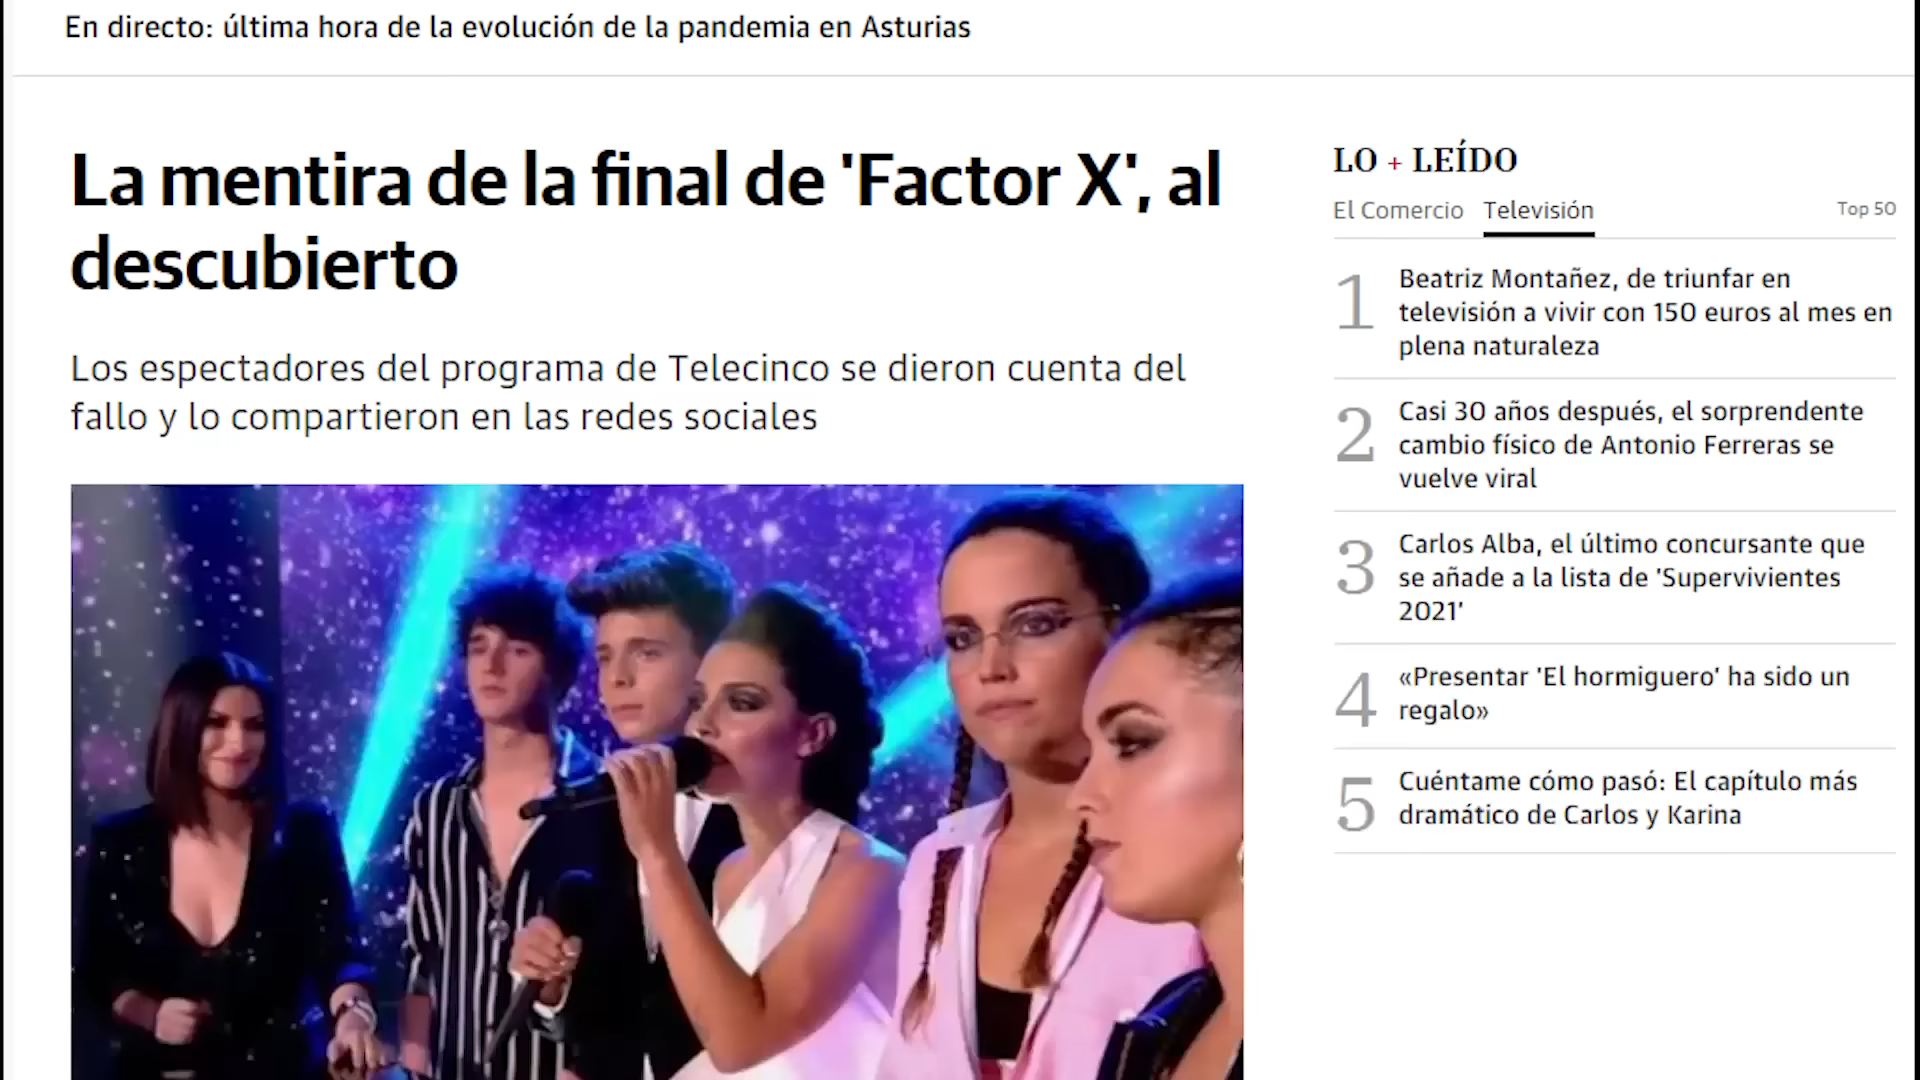 En directo: última hora de la evolución de la pandemia en Asturias
La mentira de la final de 'Factor X', al
descubierto
Los espectadores del programa de Telecinco se dieron cuenta del
fallo y lo compartieron en las redes sociales
LO + LEÍDO
El Comercio Televisión Top 50
1 Beatriz Montañez, de triunfar en
televisión a vivir con 150 euros al mes en
plena naturaleza
2 Casi 30 años después, el sorprendente
cambio físico de Antonio Ferreras se
vuelve viral
3 Carlos Alba, el último concursante que
se añade a la lista de 'Supervivientes
2021'
4 «Presentar 'El hormiguero' ha sido un
regalo»
5 Cuéntame cómo pasó: El capítulo más
dramático de Carlos y Karina